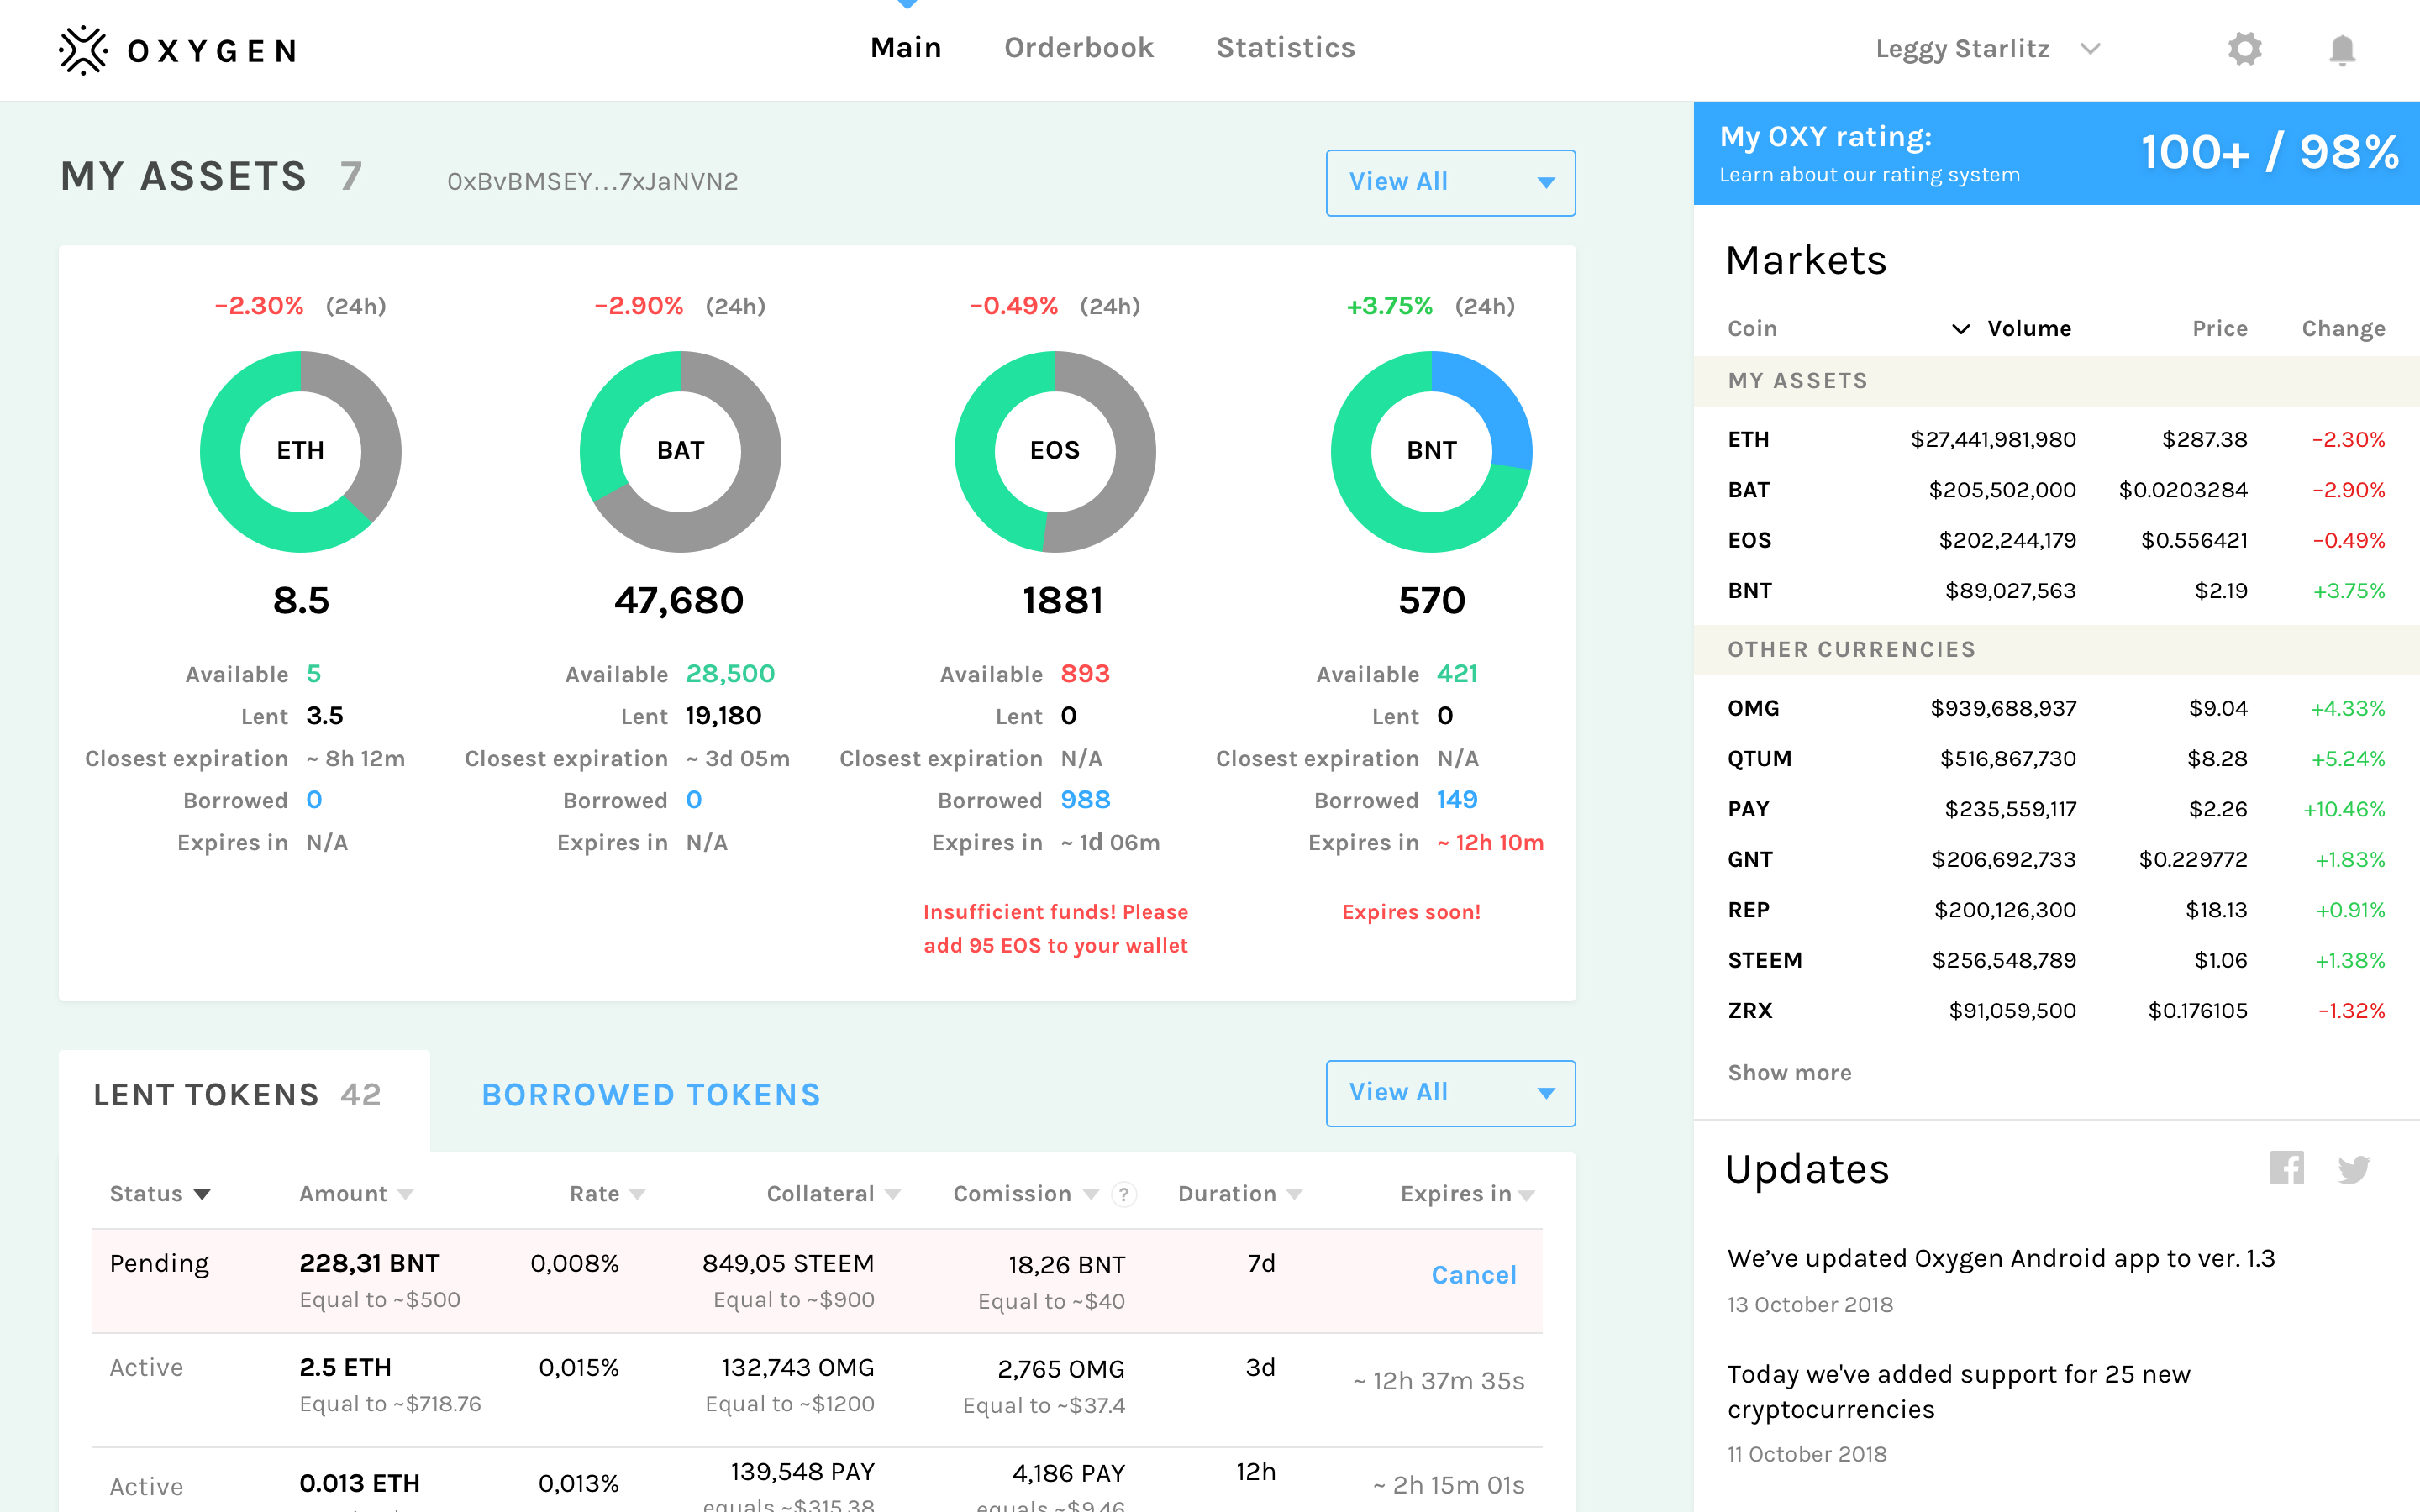 OXYGEN
Main Orderbook Statistics
Leggy Starlitz
MY ASSETS 7 0xBvBMSEY...7xJaNVN2 View All
−2.30% (24h)
ETH
8.5
Available 5
Lent 3.5
Closest expiration ~ 8h 12m
Borrowed 0
Expires in N/A
−2.90% (24h)
BAT
47,680
Available 28,500
Lent 19,180
Closest expiration ~ 3d 05m
Borrowed 0
Expires in N/A
−0.49% (24h)
EOS
1881
Available 893
Lent 0
Closest expiration N/A
Borrowed 988
Expires in ~ 1d 06m
Insufficient funds! Please
add 95 EOS to your wallet
+3.75% (24h)
BNT
570
Available 421
Lent 0
Closest expiration N/A
Borrowed 149
Expires in ~ 12h 10m
Expires soon!
LENT TOKENS 42 BORROWED TOKENS View All
Status Amount Rate Collateral Comission ? Duration Expires in
Pending 228,31 BNT 0,008% 849,05 STEEM 18,26 BNT 7d Cancel
Equal to ~$500 Equal to ~$900 Equal to ~$40
Active 2.5 ETH 0,015% 132,743 OMG 2,765 OMG 3d ~ 12h 37m 35s
Equal to ~$718.76 Equal to ~$1200 Equal to ~$37.4
Active 0.013 ETH 0,013% 139,548 PAY 4,186 PAY 12h ~ 2h 15m 01s
equals ~$315.38 equals ~$9.46
My OXY rating: 100+ / 98%
Learn about our rating system
Markets
Coin Volume Price Change
MY ASSETS
ETH $27,441,981,980 $287.38 −2.30%
BAT $205,502,000 $0.0203284 −2.90%
EOS $202,244,179 $0.556421 −0.49%
BNT $89,027,563 $2.19 +3.75%
OTHER CURRENCIES
OMG $939,688,937 $9.04 +4.33%
QTUM $516,867,730 $8.28 +5.24%
PAY $235,559,117 $2.26 +10.46%
GNT $206,692,733 $0.229772 +1.83%
REP $200,126,300 $18.13 +0.91%
STEEM $256,548,789 $1.06 +1.38%
ZRX $91,059,500 $0.176105 −1.32%
Show more
Updates
We’ve updated Oxygen Android app to ver. 1.3
13 October 2018
Today we've added support for 25 new
cryptocurrencies
11 October 2018